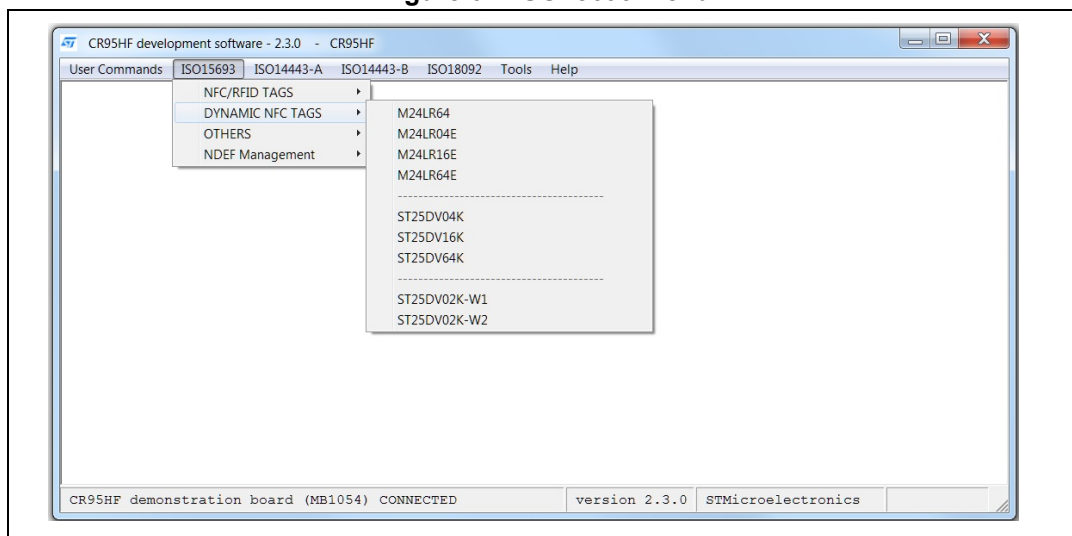 CR95HF development software - 2.3.0 - CR95HF
User Commands ISO15693 ISO14443-A ISO14443-B ISO18092 Tools Help
NFC/RFID TAGS
DYNAMIC NFC TAGS
OTHERS
NDEF Management
M24LR64
M24LR04E
M24LR16E
M24LR64E
---------------------------------------
ST25DV04K
ST25DV16K
ST25DV64K
---------------------------------------
ST25DV02K-W1
ST25DV02K-W2
CR95HF demonstration board (MB1054) CONNECTED version 2.3.0 STMicroelectronics